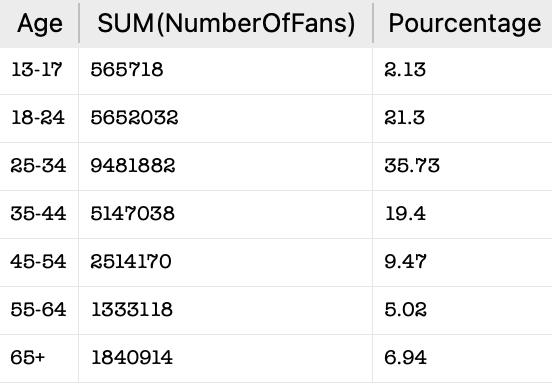 Age SUM(NumberOfFans) Pourcentage
13-17 565718 2.13
18-24 5652032 21.3
25-34 9481882 35.73
35-44 5147038 19.4
45-54 2514170 9.47
55-64 1333118 5.02
65+ 1840914 6.94